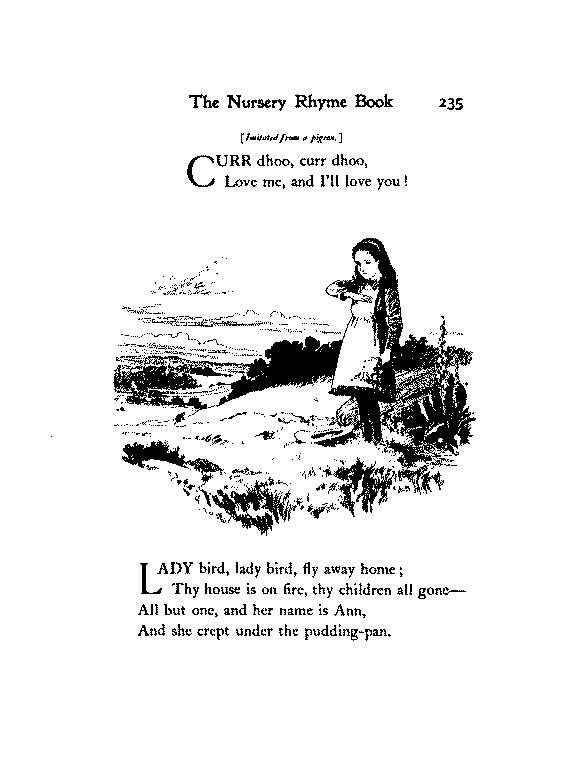 The Nursery Rhyme Book 235
[Imitated from a pigeon.]
CURR dhoo, curr dhoo,
Love me, and I'll love you!
LADY bird, lady bird, fly away home;
Thy house is on fire, thy children all gone—
All but one, and her name is Ann,
And she crept under the pudding-pan.